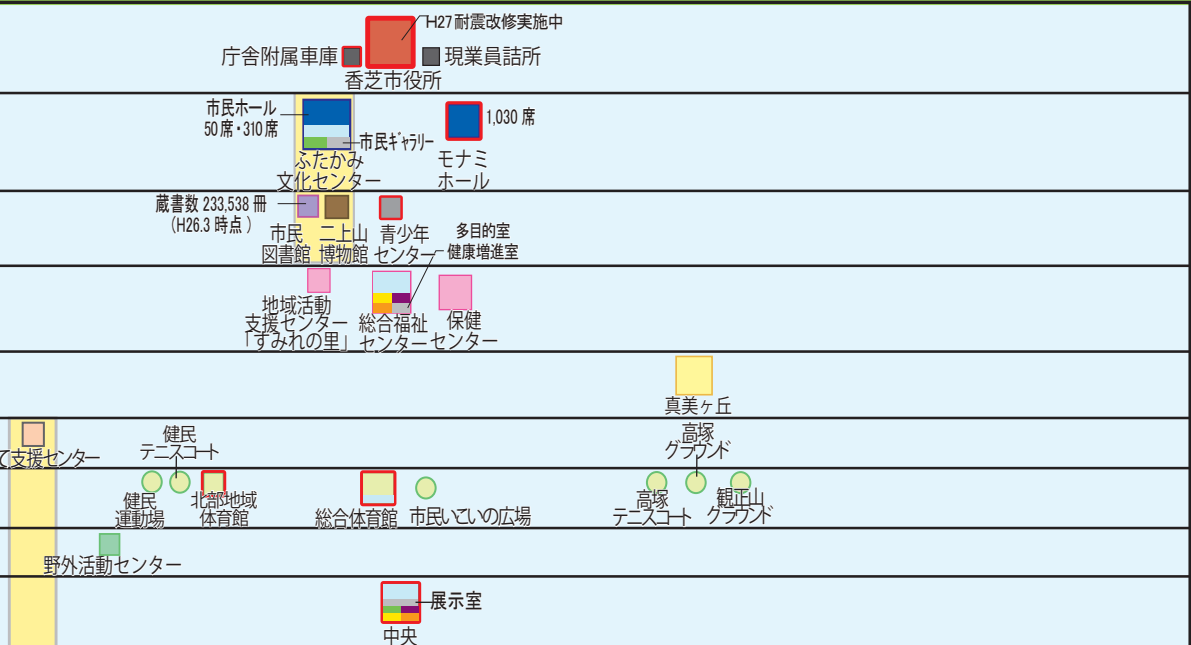 H27耐震改修実施中
庁舎附属車庫
現業員詰所
香芝市役所
市民ホール
50席・310席
市民ギャラリー
1,030席
ふたかみ
文化センター
モナミ
ホール
蔵書数 233,538 冊
(H26.3 時点)
市民
図書館
二上山
博物館
青少年
センター
多目的室
健康増進室
地域活動
支援センター
「すみれの里」
総合福祉
センター
保健
センター
真美ヶ丘
て支援センター
健民
テニスコート
高塚
グラウンド
健民
運動場
北部地域
体育館
総合体育館
市民いこいの広場
高塚
テニスコート
観正山
グラウンド
野外活動センター
展示室
中央